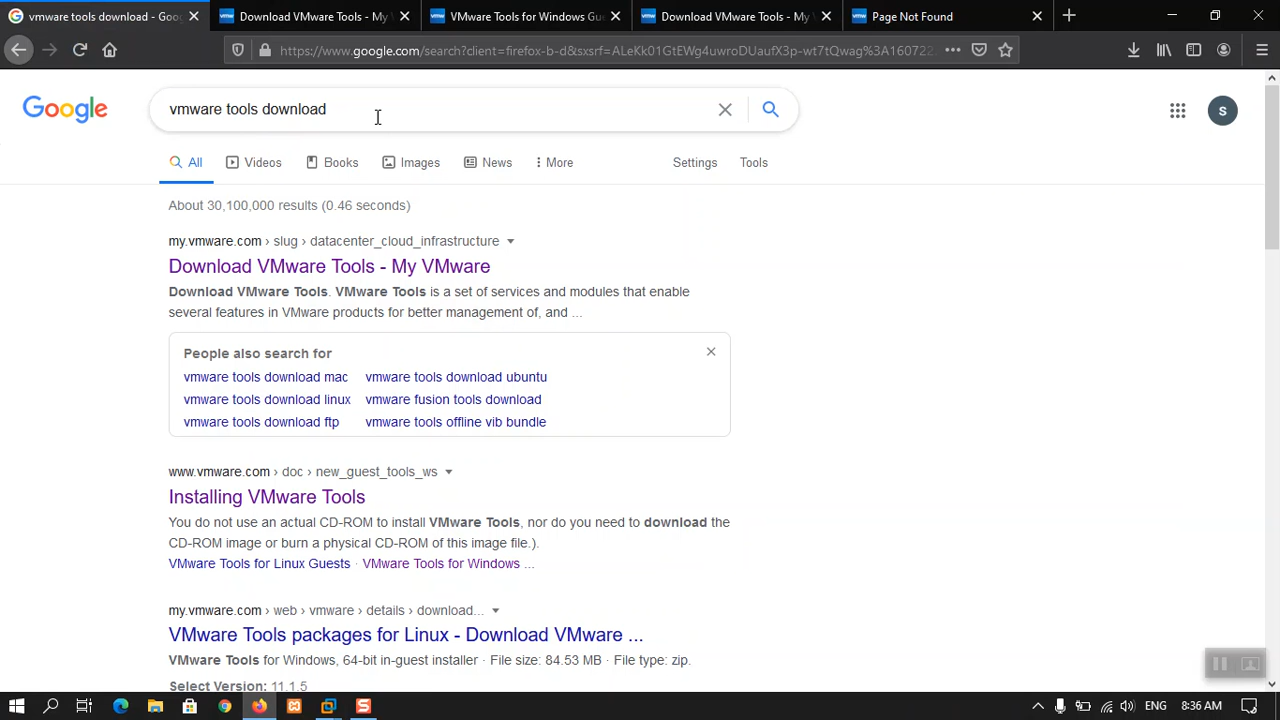 vmware tools download - Goo
Download VMware Tools - My
VMware Tools for Windows Gue
Download VMware Tools - My
Page Not Found
https://www.google.com/search?client=firefox-b-d&sxsrf=ALeKk01GtEWg4uwroDUaufX3p-wt7tQwag%3A160722
Google
vmware tools download
S
All
Videos
Books
Images
News
More
Settings
Tools
About 30,100,000 results (0.46 seconds)
my.vmware.com › slug › datacenter_cloud_infrastructure
Download VMware Tools - My VMware
Download VMware Tools. VMware Tools is a set of services and modules that enable
several features in VMware products for better management of, and ...
People also search for
vmware tools download mac vmware tools download ubuntu
vmware tools download linux vmware fusion tools download
vmware tools download ftp vmware tools offline vib bundle
www.vmware.com › doc › new_guest_tools_ws
Installing VMware Tools
You do not use an actual CD-ROM to install VMware Tools, nor do you need to download the
CD-ROM image or burn a physical CD-ROM of this image file.).
VMware Tools for Linux Guests · VMware Tools for Windows ...
my.vmware.com › web › vmware › details › download...
VMware Tools packages for Linux - Download VMware ...
VMware Tools for Windows, 64-bit in-guest installer · File size: 84.53 MB · File type: zip.
Select Version: 11.1.5
ENG
8:36 AM